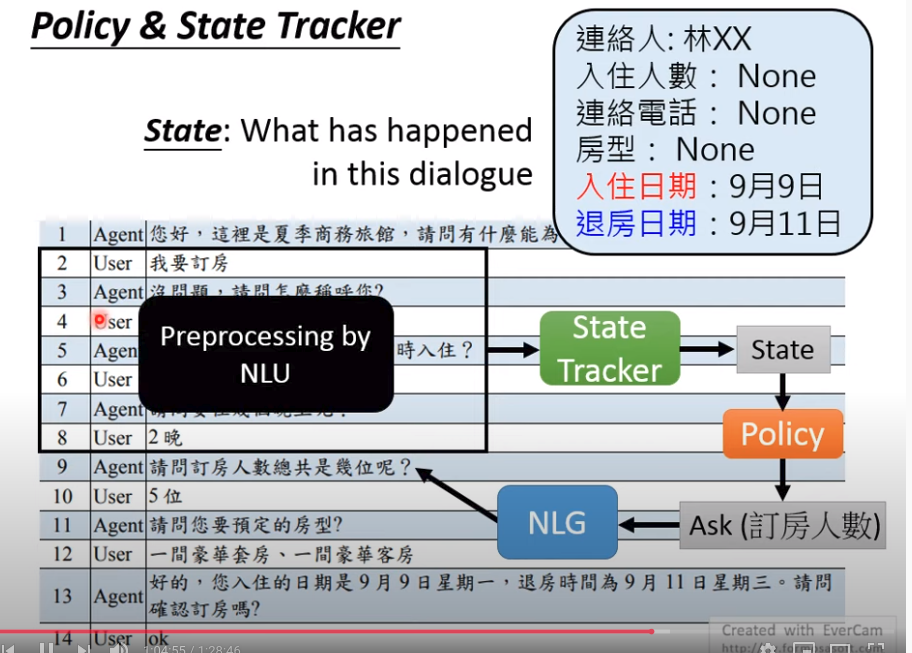 Policy & State Tracker
State: What has happened
in this dialogue
連絡人: 林XX
入住人數： None
連絡電話： None
房型： None
入住日期：9月9日
退房日期：9月11日
1 Agent 您好，這裡是夏季商務旅館，請問有什麼能為
2 User 我要訂房
3 Agent 沒問題，請問怎麼稱呼您?
4 User
5 Agen 時入住？
6 User
7 Agent
8 User 2 晚
9 Agent 請問訂房人數總共是幾位呢？
10 User 5 位
11 Agent 請問您要預定的房型?
12 User 一間豪華套房、一間豪華客房
13 Agent 好的，您入住的日期是 9 月 9 日星期一，退房時間為 9 月 11 日星期三。請問
確認訂房嗎?
14 User ok
Preprocessing by
NLU
State
Tracker
State
Policy
Ask (訂房人數)
NLG
1:04:55 / 1:28:46
Created with EverCam